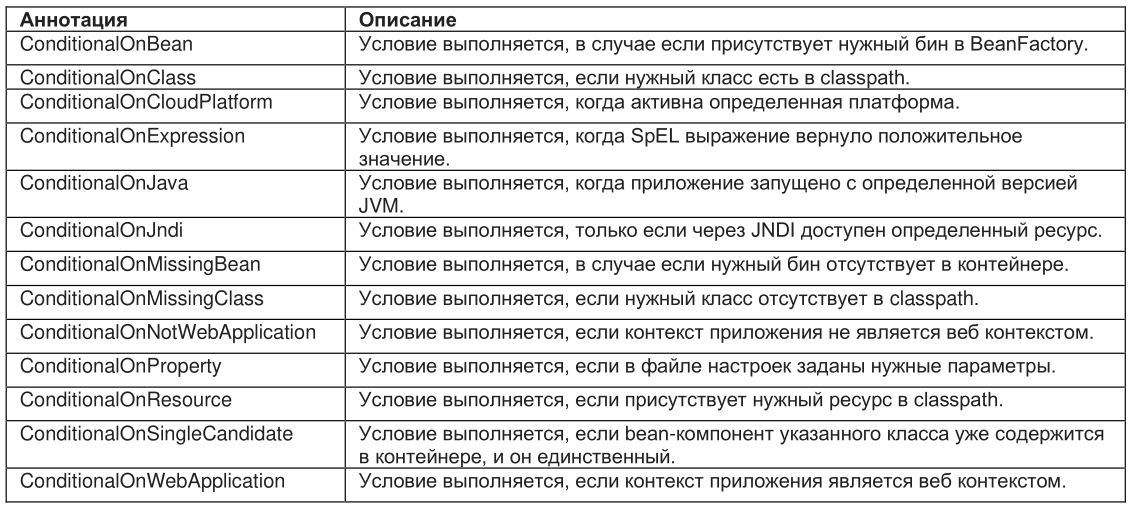 Аннотация Описание
ConditionalOnBean Условие выполняется, в случае если присутствует нужный бин в BeanFactory.
ConditionalOnClass Условие выполняется, если нужный класс есть в classpath.
ConditionalOnCloudPlatform Условие выполняется, когда активна определенная платформа.
ConditionalOnExpression Условие выполняется, когда SpEL выражение вернуло положительное
значение.
ConditionalOnJava Условие выполняется, когда приложение запущено с определенной версией
JVM.
ConditionalOnJndi Условие выполняется, только если через JNDI доступен определенный ресурс.
ConditionalOnMissingBean Условие выполняется, в случае если нужный бин отсутствует в контейнере.
ConditionalOnMissingClass Условие выполняется, если нужный класс отсутствует в classpath.
ConditionalOnNotWebApplication Условие выполняется, если контекст приложения не является веб контекстом.
ConditionalOnProperty Условие выполняется, если в файле настроек заданы нужные параметры.
ConditionalOnResource Условие выполняется, если присутствует нужный ресурс в classpath.
ConditionalOnSingleCandidate Условие выполняется, если bean-компонент указанного класса уже содержится
в контейнере, и он единственный.
ConditionalOnWebApplication Условие выполняется, если контекст приложения является веб контекстом.